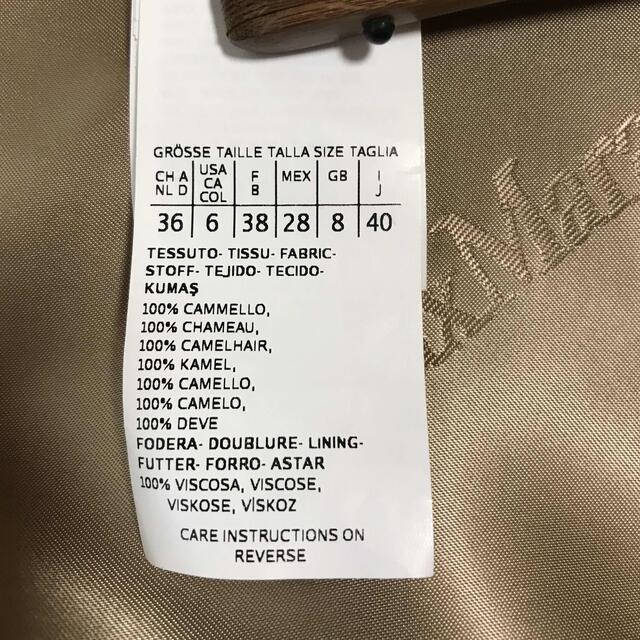 GRÖSSE TAILLE TALLA SIZE TAGLIA
CH A NL D USA CA COL F B MEX GB I J
36 6 38 28 8 40
TESSUTO- TISSU- FABRIC-
STOFF- TEJIDO- TECIDO-
KUMAŞ
100% CAMMELLO,
100% CHAMEAU,
100% CAMELHAIR,
100% KAMEL,
100% CAMELLO,
100% CAMELO,
100% DEVE
FODERA- DOUBLURE- LINING-
FUTTER- FORRO- ASTAR
100% VISCOSA, VISCOSE,
VISKOSE, VİSKOZ
CARE INSTRUCTIONS ON
REVERSE
xMar